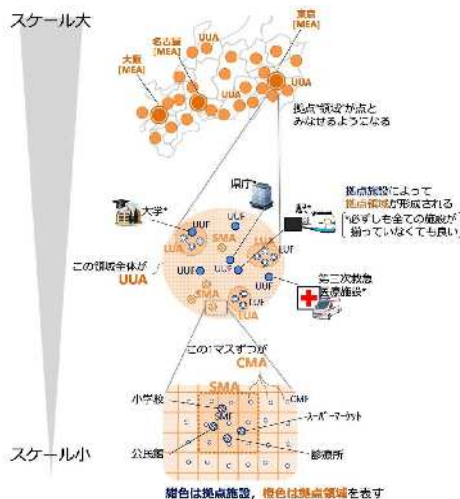 スケール大
東京
[MEA]
名古屋
[MEA]
大阪
[MEA]
UUA
UUA
拠点"領域"が点と
みなせるようになる
県庁*
大学*
駅*
拠点施設によって
拠点領域が形成される
*必ずしも全ての施設が
揃っていなくても良い
UUF
UUF
LUA
SMA
LUA
UUF
LUF
この領域全体が
UUA
UUF
UUF
SMA
LUF
LUA
第三次救急
医療施設*
この1マスずつが
CMA
SMA
小学校
CMF
SMF
スーパーマーケット
公民館
診療所
スケール小
紺色は拠点施設，橙色は拠点領域を表す